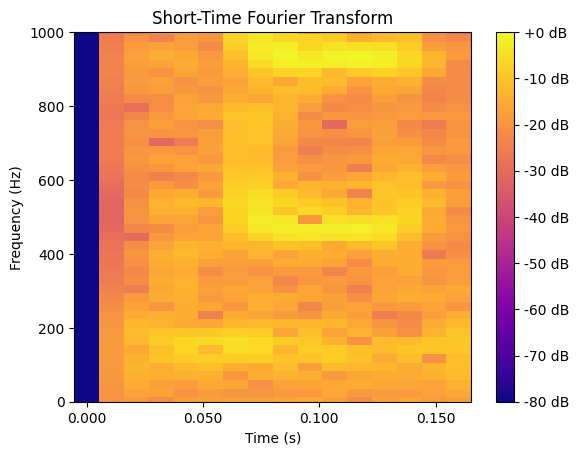 Short-Time Fourier Transform
Frequency (Hz)
1000
800
600
400
200
0
0.000
0.050
0.100
0.150
Time (s)
+0 dB
-10 dB
-20 dB
-30 dB
-40 dB
-50 dB
-60 dB
-70 dB
-80 dB